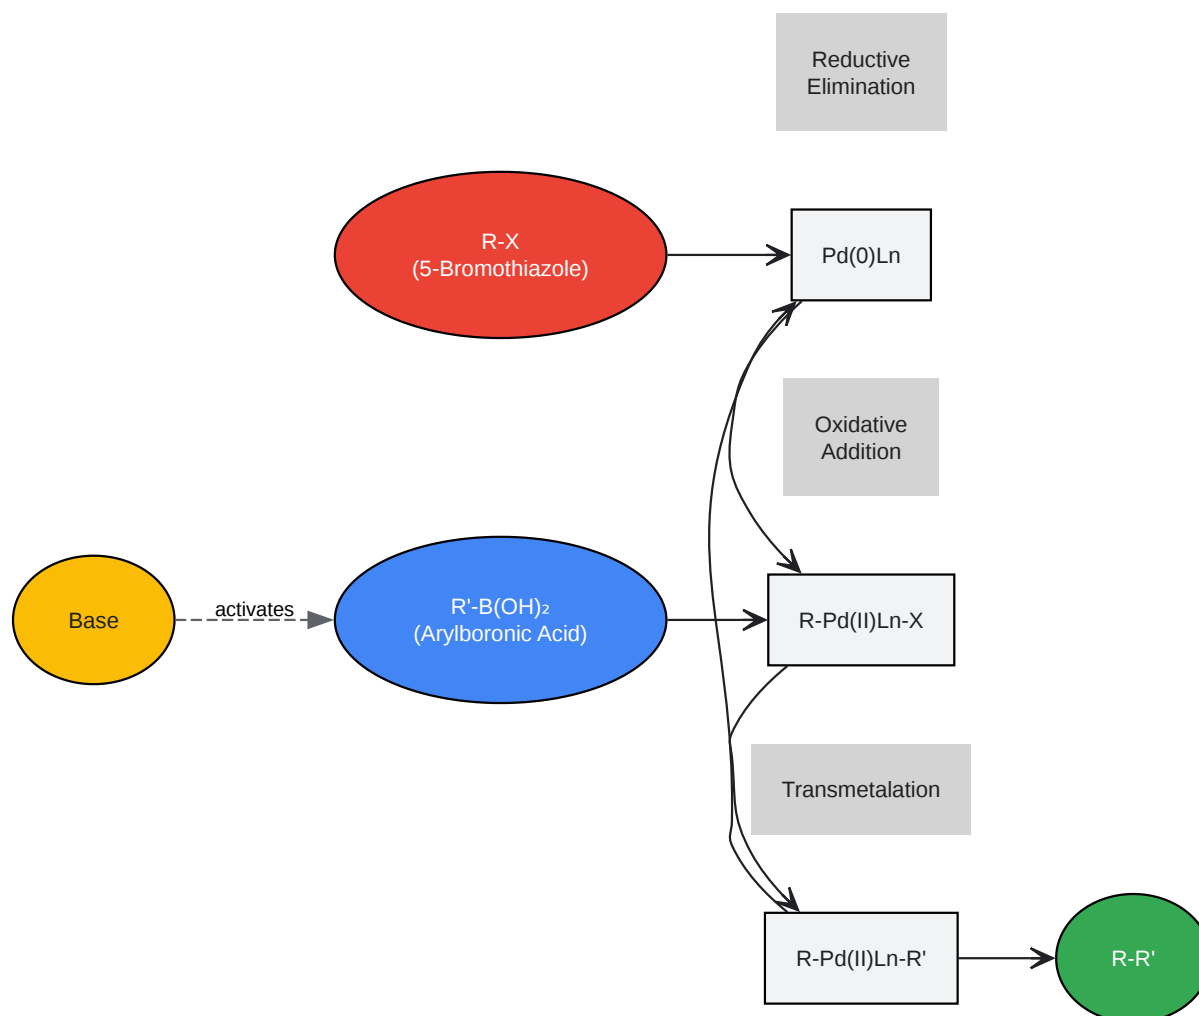 Reductive
Elimination
R-X
(5-Bromothiazole)
Pd(0)Ln
Oxidative
Addition
Base
activates
R'-B(OH)₂
(Arylboronic Acid)
R-Pd(II)Ln-X
Transmetalation
R-Pd(II)Ln-R'
R-R'